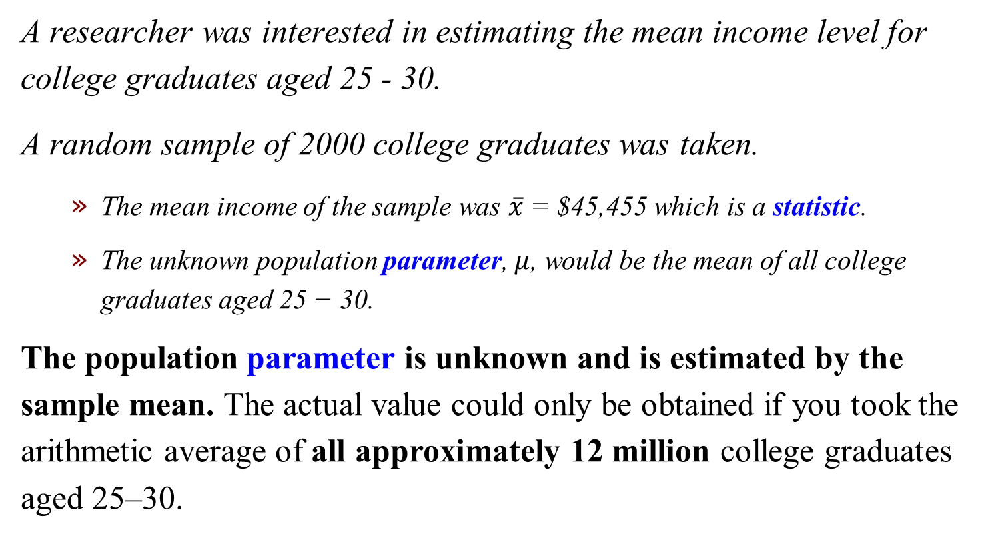 A researcher was interested in estimating the mean income level for
college graduates aged 25 - 30.
A random sample of 2000 college graduates was taken.
» The mean income of the sample was x̄ = $45,455 which is a statistic.
» The unknown population parameter, μ, would be the mean of all college
graduates aged 25 − 30.
The population parameter is unknown and is estimated by the
sample mean. The actual value could only be obtained if you took the
arithmetic average of all approximately 12 million college graduates
aged 25–30.